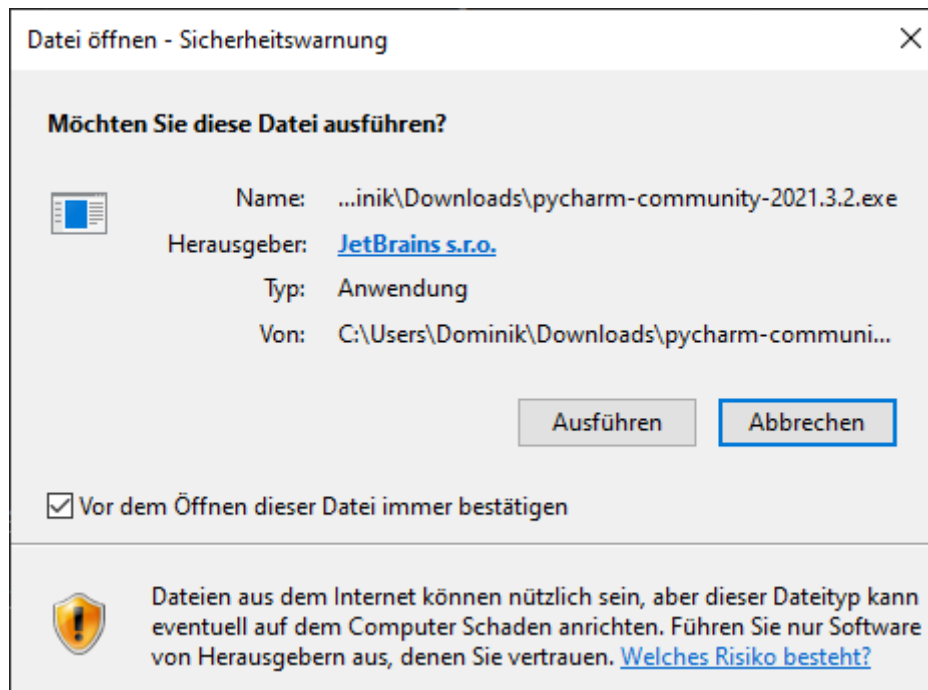 Datei öffnen - Sicherheitswarnung
Möchten Sie diese Datei ausführen?
Name: ...inik\Downloads\pycharm-community-2021.3.2.exe
Herausgeber: JetBrains s.r.o.
Typ: Anwendung
Von: C:\Users\Dominik\Downloads\pycharm-communi...
Ausführen Abbrechen
Vor dem Öffnen dieser Datei immer bestätigen
Dateien aus dem Internet können nützlich sein, aber dieser Dateityp kann
eventuell auf dem Computer Schaden anrichten. Führen Sie nur Software
von Herausgebern aus, denen Sie vertrauen. Welches Risiko besteht?